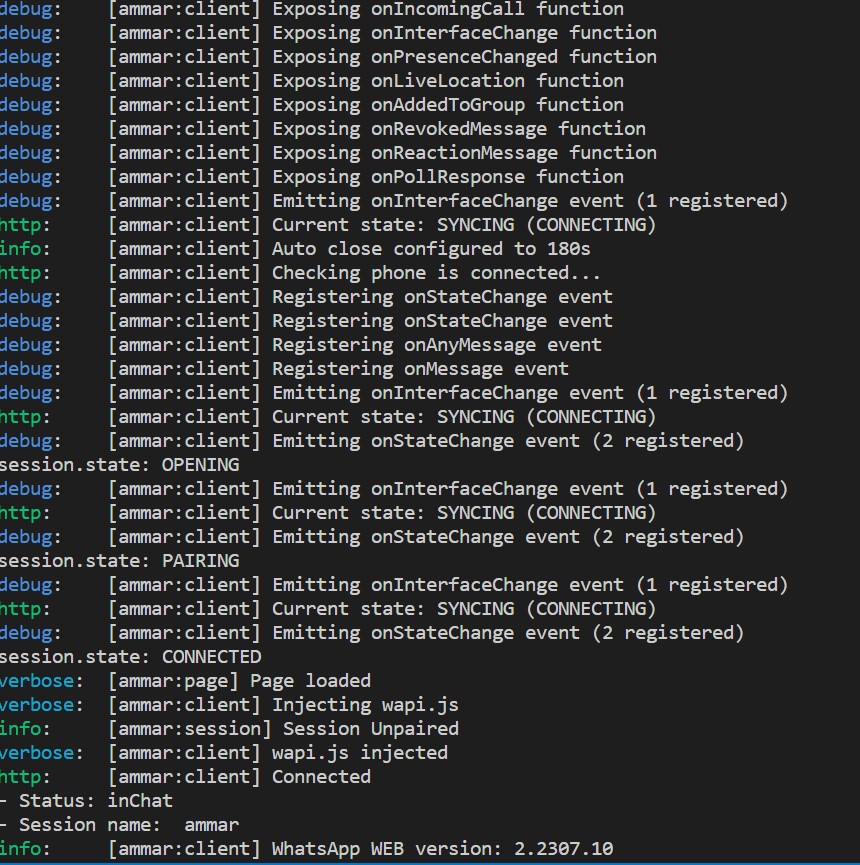 debug:    [ammar:client] Exposing onIncomingCall function
debug:    [ammar:client] Exposing onInterfaceChange function
debug:    [ammar:client] Exposing onPresenceChanged function
debug:    [ammar:client] Exposing onLiveLocation function
debug:    [ammar:client] Exposing onAddedToGroup function
debug:    [ammar:client] Exposing onRevokedMessage function
debug:    [ammar:client] Exposing onReactionMessage function
debug:    [ammar:client] Exposing onPollResponse function
debug:    [ammar:client] Emitting onInterfaceChange event (1 registered)
http:     [ammar:client] Current state: SYNCING (CONNECTING)
info:     [ammar:client] Auto close configured to 180s
http:     [ammar:client] Checking phone is connected...
debug:    [ammar:client] Registering onStateChange event
debug:    [ammar:client] Registering onStateChange event
debug:    [ammar:client] Registering onAnyMessage event
debug:    [ammar:client] Registering onMessage event
debug:    [ammar:client] Emitting onInterfaceChange event (1 registered)
http:     [ammar:client] Current state: SYNCING (CONNECTING)
debug:    [ammar:client] Emitting onStateChange event (2 registered)
session.state: OPENING
debug:    [ammar:client] Emitting onInterfaceChange event (1 registered)
http:     [ammar:client] Current state: SYNCING (CONNECTING)
debug:    [ammar:client] Emitting onStateChange event (2 registered)
session.state: PAIRING
debug:    [ammar:client] Emitting onInterfaceChange event (1 registered)
http:     [ammar:client] Current state: SYNCING (CONNECTING)
debug:    [ammar:client] Emitting onStateChange event (2 registered)
session.state: CONNECTED
verbose:  [ammar:page] Page loaded
verbose:  [ammar:client] Injecting wapi.js
info:     [ammar:session] Session Unpaired
verbose:  [ammar:client] wapi.js injected
http:     [ammar:client] Connected
- Status: inChat
- Session name:  ammar
info:     [ammar:client] WhatsApp WEB version: 2.2307.10